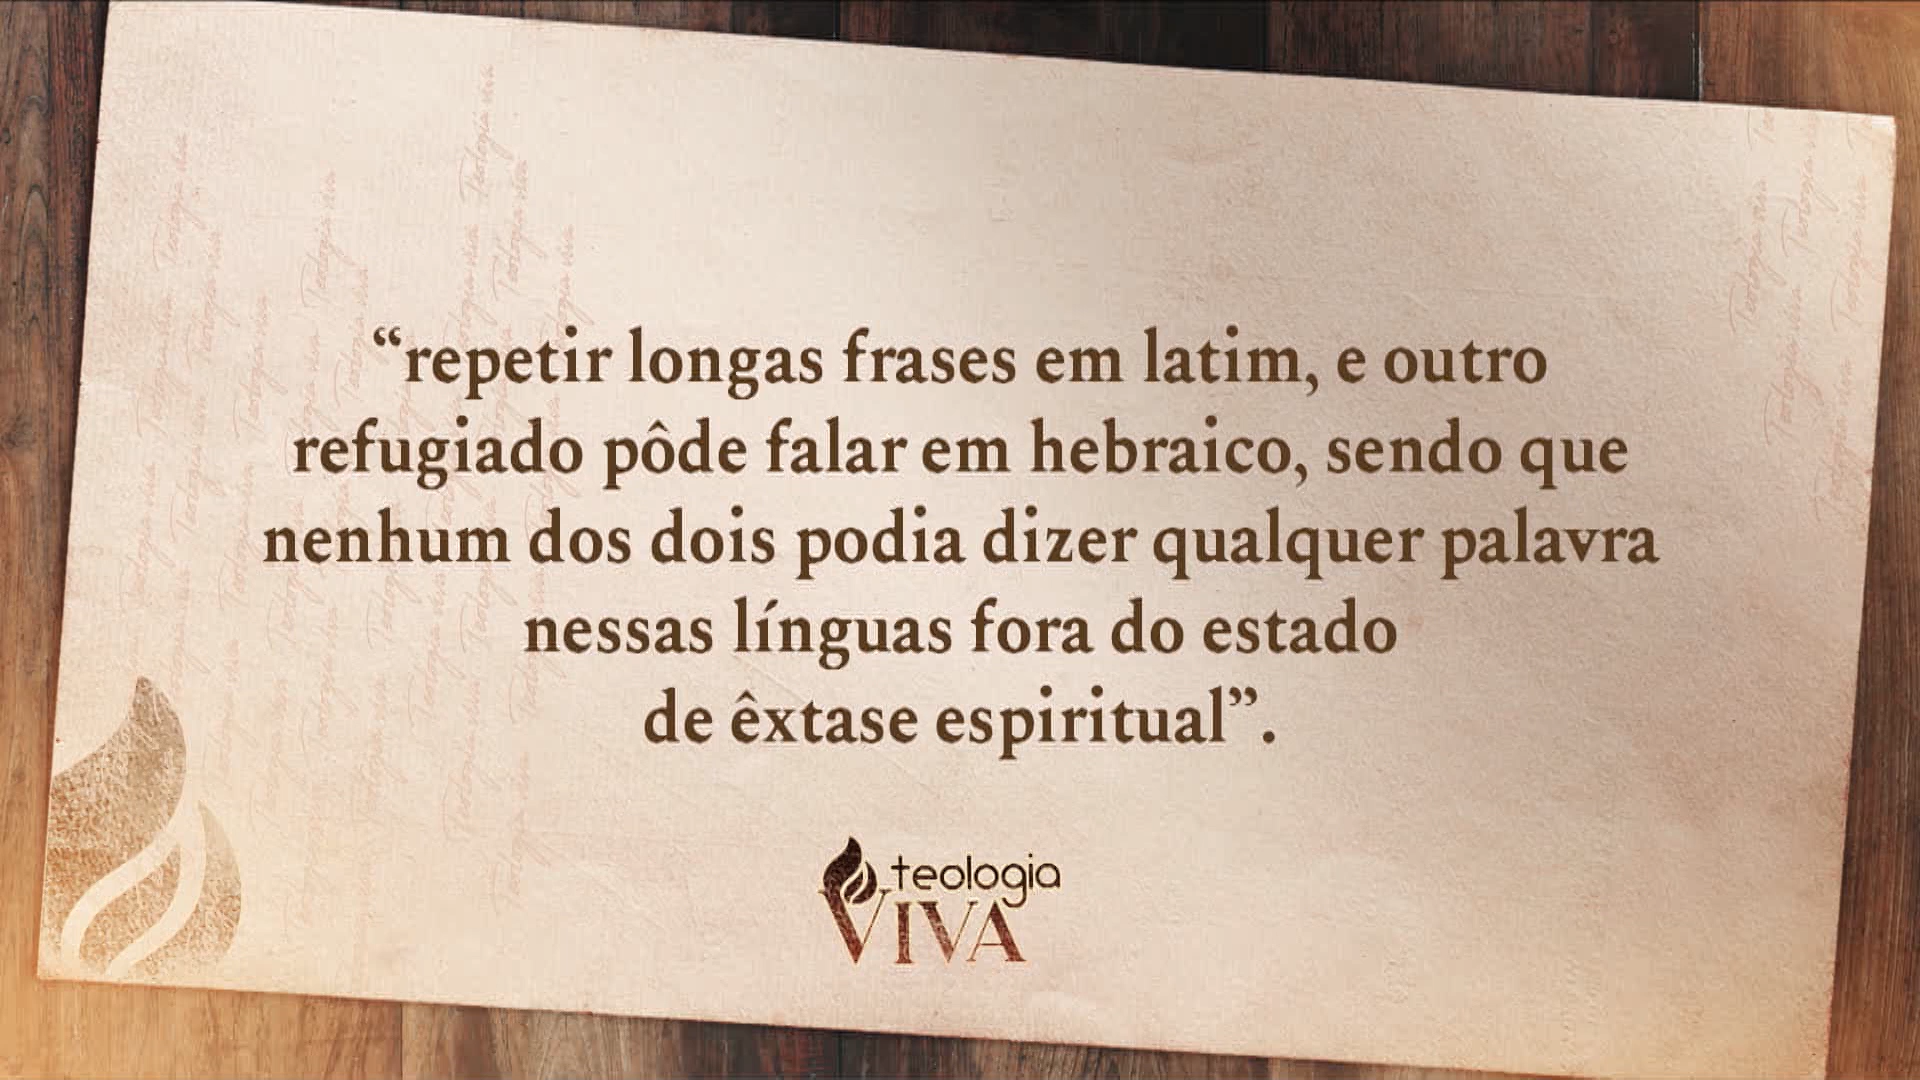 “repetir longas frases em latim, e outro
refugiado pôde falar em hebraico, sendo que
nenhum dos dois podia dizer qualquer palavra
nessas línguas fora do estado
de êxtase espiritual”.
teologia
VIVA